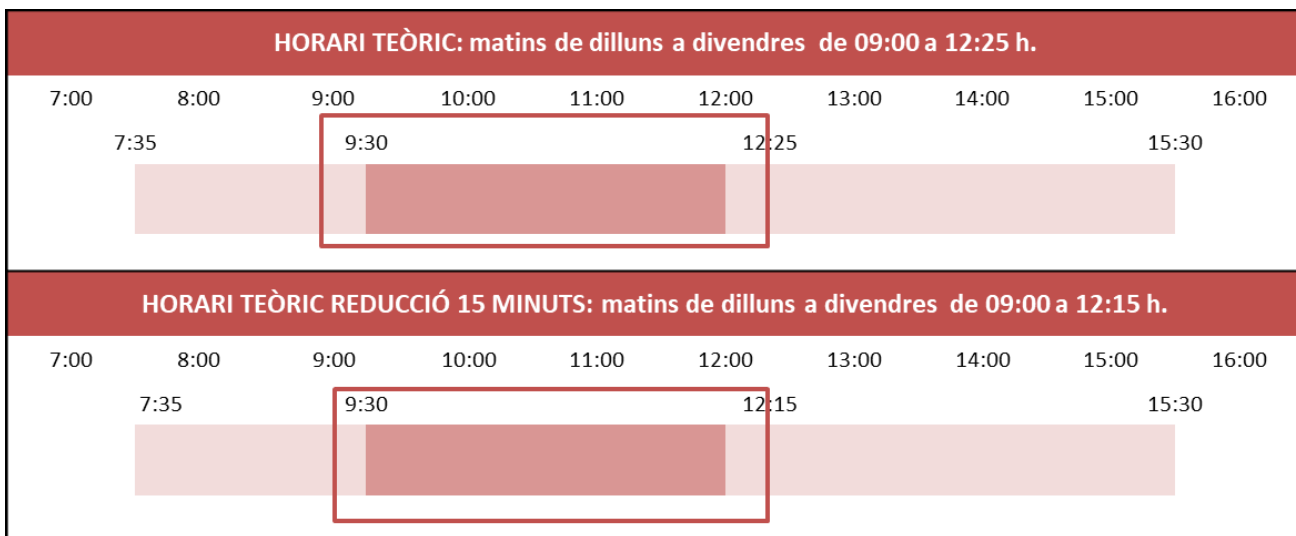 HORARI TEÒRIC: matins de dilluns a divendres de 09:00 a 12:25 h.
7:00 8:00 9:00 10:00 11:00 12:00 13:00 14:00 15:00 16:00
7:35 9:30 12:25 15:30
HORARI TEÒRIC REDUCCIÓ 15 MINUTS: matins de dilluns a divendres de 09:00 a 12:15 h.
7:00 8:00 9:00 10:00 11:00 12:00 13:00 14:00 15:00 16:00
7:35 9:30 12:15 15:30